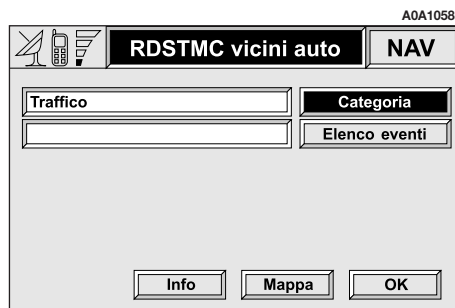 A0A1058
RDSTMC vicini auto NAV
Traffico Categoria
Elenco eventi
Info Mappa OK